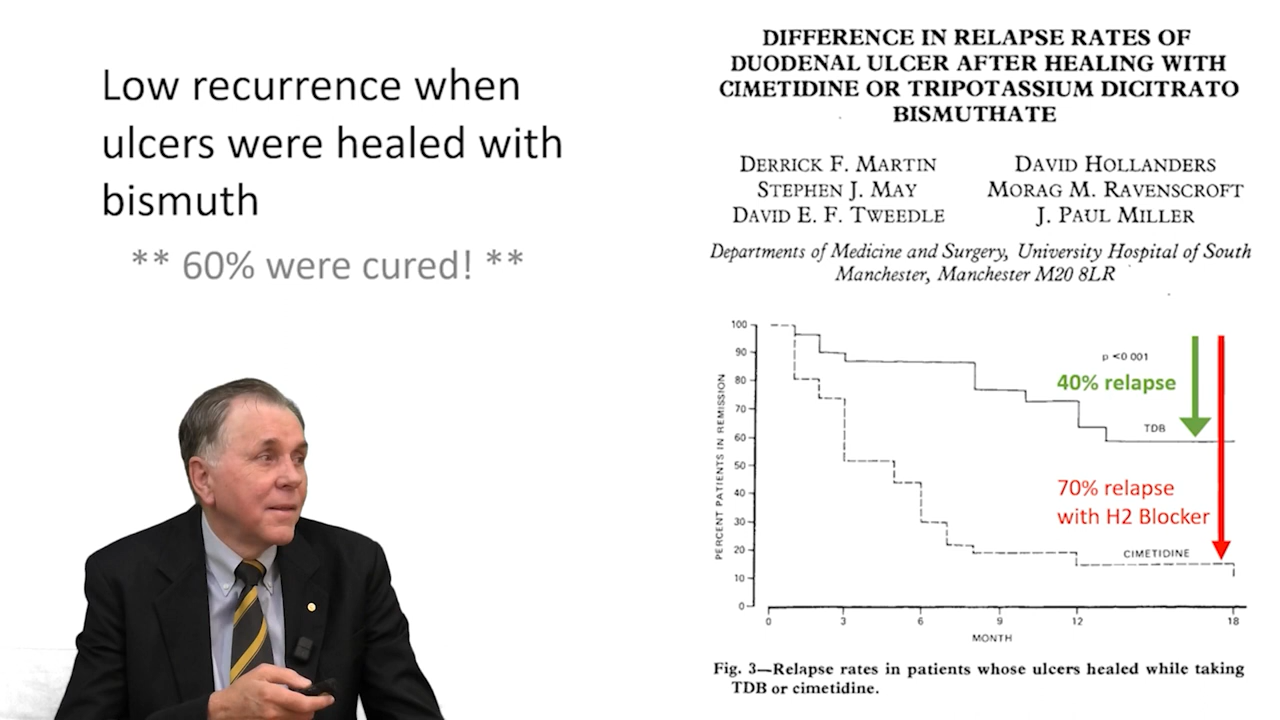 Low recurrence when
ulcers were healed with
bismuth
** 60% were cured! **
DIFFERENCE IN RELAPSE RATES OF
DUODENAL ULCER AFTER HEALING WITH
CIMETIDINE OR TRIPOTASSIUM DICITRATO
BISMUTHATE
DERRICK F. MARTIN DAVID HOLLANDERS
STEPHEN J. MAY MORAG M. RAVENSCROFT
DAVID E. F. TWEEDLE J. PAUL MILLER
Departments of Medicine and Surgery, University Hospital of South
Manchester, Manchester M20 8LR
PERCENT PATIENTS IN REMISSION
100
90
80
70
60
50
40
30
20
10
0
p <0 001
40% relapse
TDB
70% relapse
with H2 Blocker
CIMETIDINE
0 3 6 9 12 18
MONTH
Fig. 3—Relapse rates in patients whose ulcers healed while taking
TDB or cimetidine.